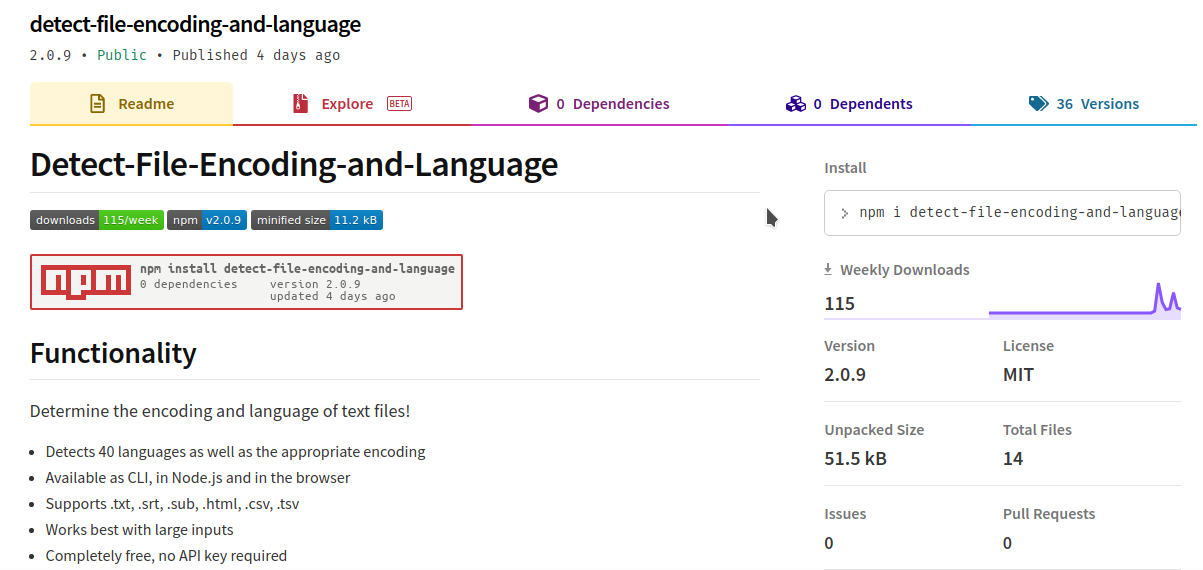 detect-file-encoding-and-language
2.0.9 • Public • Published 4 days ago
Readme
Explore BETA
0 Dependencies
0 Dependents
36 Versions
Detect-File-Encoding-and-Language
downloads 115/week npm v2.0.9 minified size 11.2 kB
npm npm install detect-file-encoding-and-language
0 dependencies version 2.0.9
updated 4 days ago
Functionality
Determine the encoding and language of text files!
• Detects 40 languages as well as the appropriate encoding
• Available as CLI, in Node.js and in the browser
• Supports .txt, .srt, .sub, .html, .csv, .tsv
• Works best with large inputs
• Completely free, no API key required
Install
> npm i detect-file-encoding-and-language
Weekly Downloads
115
Version License
2.0.9 MIT
Unpacked Size Total Files
51.5 kB 14
Issues Pull Requests
0 0